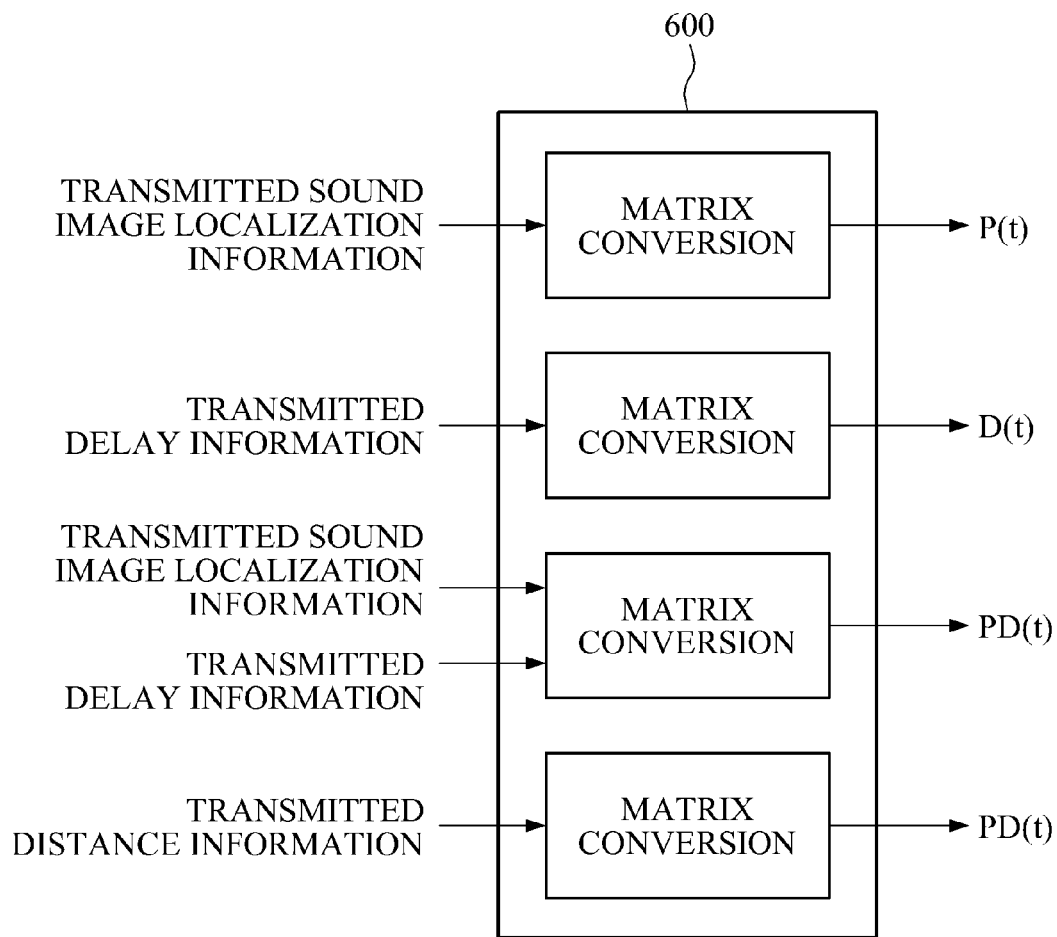 600
TRANSMITTED SOUND
IMAGE LOCALIZATION
INFORMATION
MATRIX
CONVERSION
P(t)
TRANSMITTED
DELAY INFORMATION
MATRIX
CONVERSION
D(t)
TRANSMITTED SOUND
IMAGE LOCALIZATION
INFORMATION
TRANSMITTED
DELAY INFORMATION
MATRIX
CONVERSION
PD(t)
TRANSMITTED
DISTANCE INFORMATION
MATRIX
CONVERSION
PD(t)